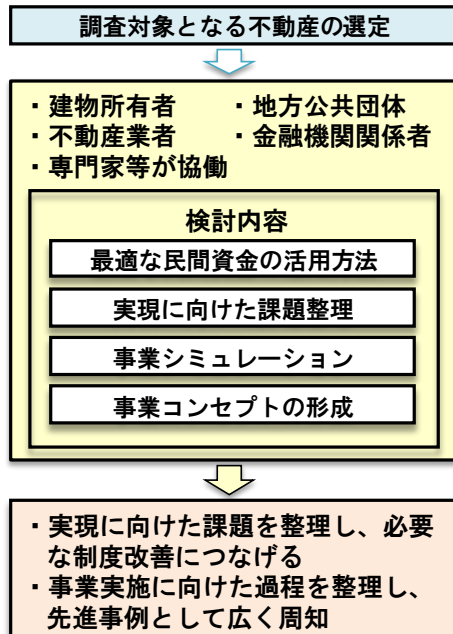 調査対象となる不動産の選定
・建物所有者　・地方公共団体
・不動産業者　・金融機関関係者
・専門家等が協働
検討内容
最適な民間資金の活用方法
実現に向けた課題整理
事業シミュレーション
事業コンセプトの形成
・実現に向けた課題を整理し、必要
な制度改善につなげる
・事業実施に向けた過程を整理し、
先進事例として広く周知